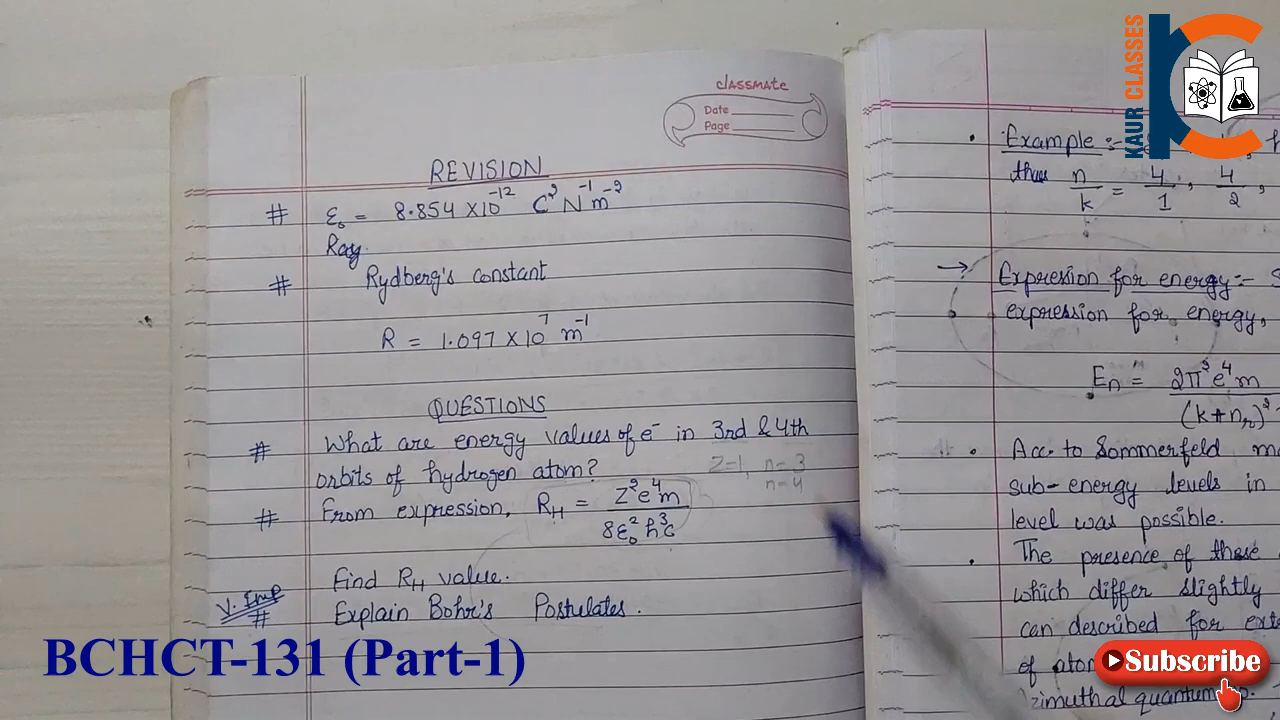 CLASSMATE
Date
Page
REVISION
# ε₀ = 8.854 × 10⁻¹² C² N⁻¹ m⁻²
Ray
# Rydberg's constant
R = 1.097 × 10⁷ m⁻¹
QUESTIONS
# What are energy values of e⁻ in 3rd & 4th
orbits of hydrogen atom?
Z=1, n=3
n=4
# From expression, R_H = Z²e⁴m / 8ε₀²h³c
Find R_H value.
V. Imp # Explain Bohr's Postulates.
• Example :-
thus n/k = 4/1, 4/2,
→ Expression for energy:-
expression for energy,
Eₙ = 2π²e⁴m / (k+nᵣ)²
• Acc. to Sommerfeld
sub-energy levels in
level was possible.
• The presence of these
which differ slightly
can described for
of
azimuthal quantum no.
KAUR CLASSES
BCHCT-131 (Part-1)
Subscribe